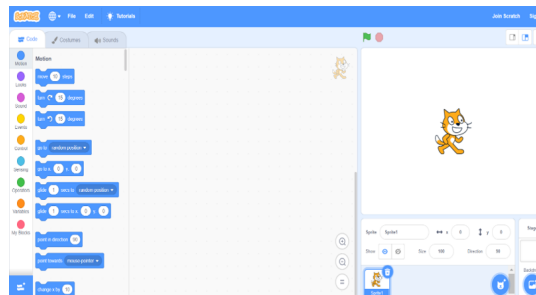 SCRATCH File Edit Tutorials Join Scratch
Code Costumes Sounds
Motion
Looks
Sound
Events
Control
Sensing
Operators
Variables
My Blocks
Motion
move 10 steps
turn 15 degrees
turn 15 degrees
go to random position
go to x: 0 y: 0
glide 1 secs to random position
glide 1 secs to x: 0 y: 0
point in direction 90
point towards mouse-pointer
change x by 10
Sprite Sprite1 x 0 y 0
Show Size 100 Direction 90
Sprite1